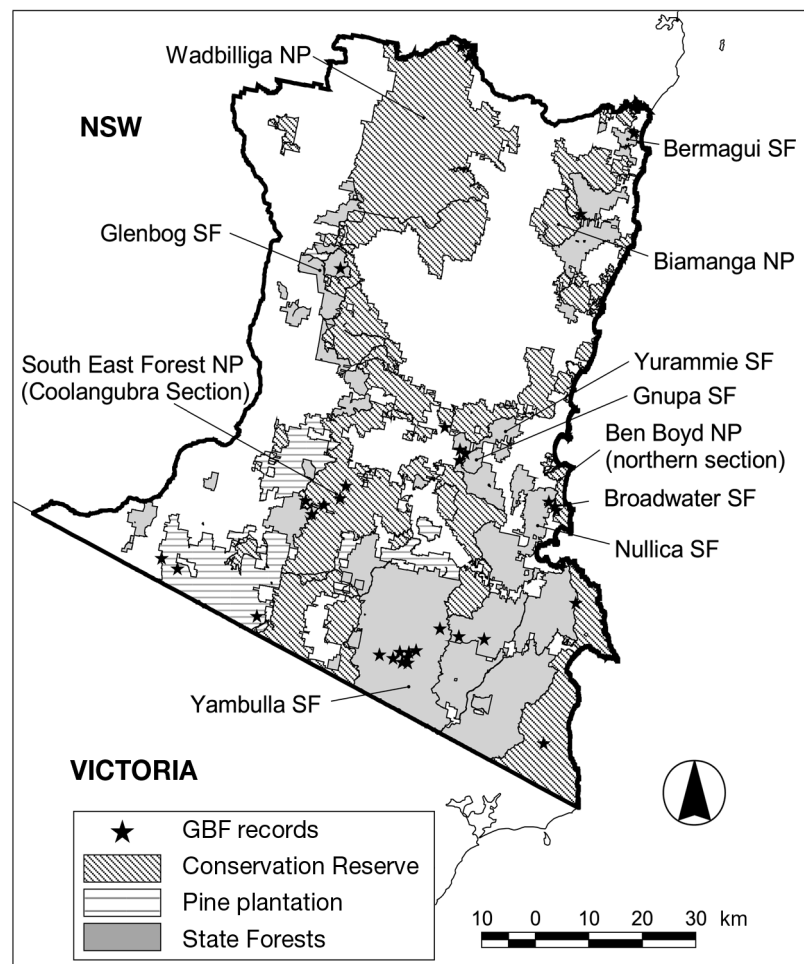 Wadbilliga NP
NSW
Bermagui SF
Glenbog SF
Biamanga NP
South East Forest NP
(Coolangubra Section)
Yurammie SF
Gnupa SF
Ben Boyd NP
(northern section)
Broadwater SF
Nullica SF
Yambulla SF
VICTORIA
GBF records
Conservation Reserve
Pine plantation
State Forests
10 0 10 20 30 km